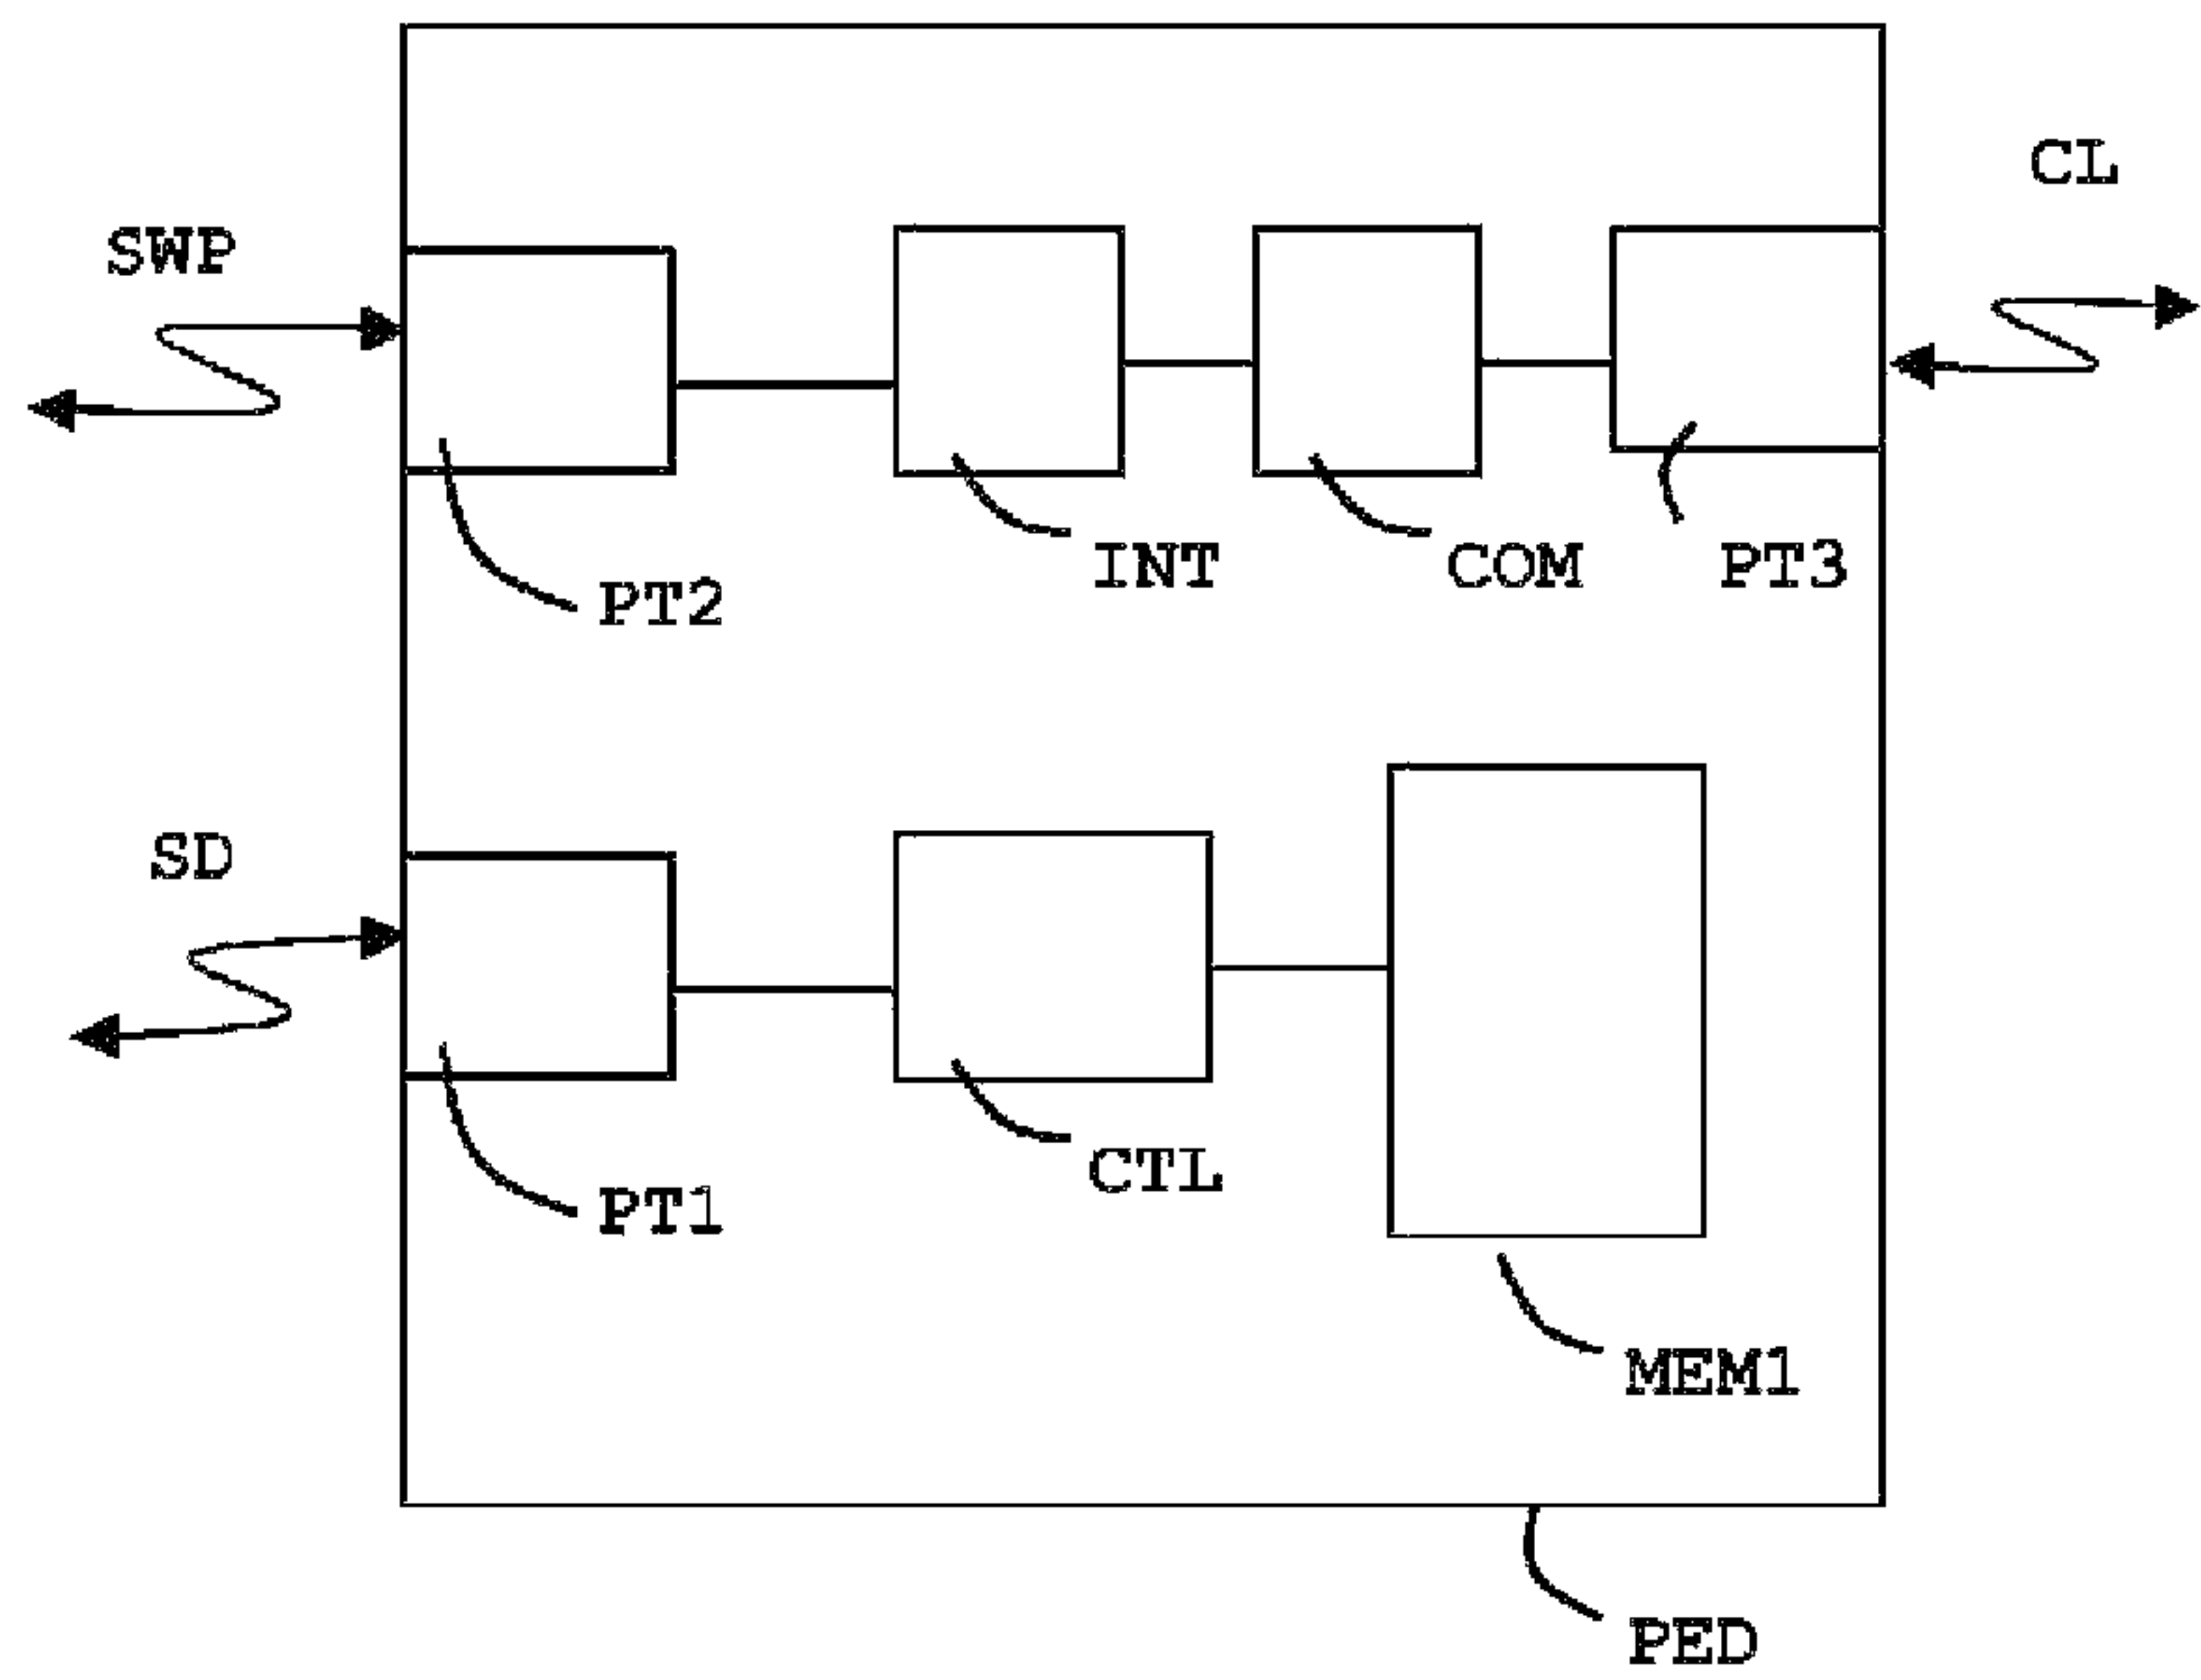 CL
SWP
INT
COM
PT3
PT2
SD
CTL
PT1
MEM1
PED